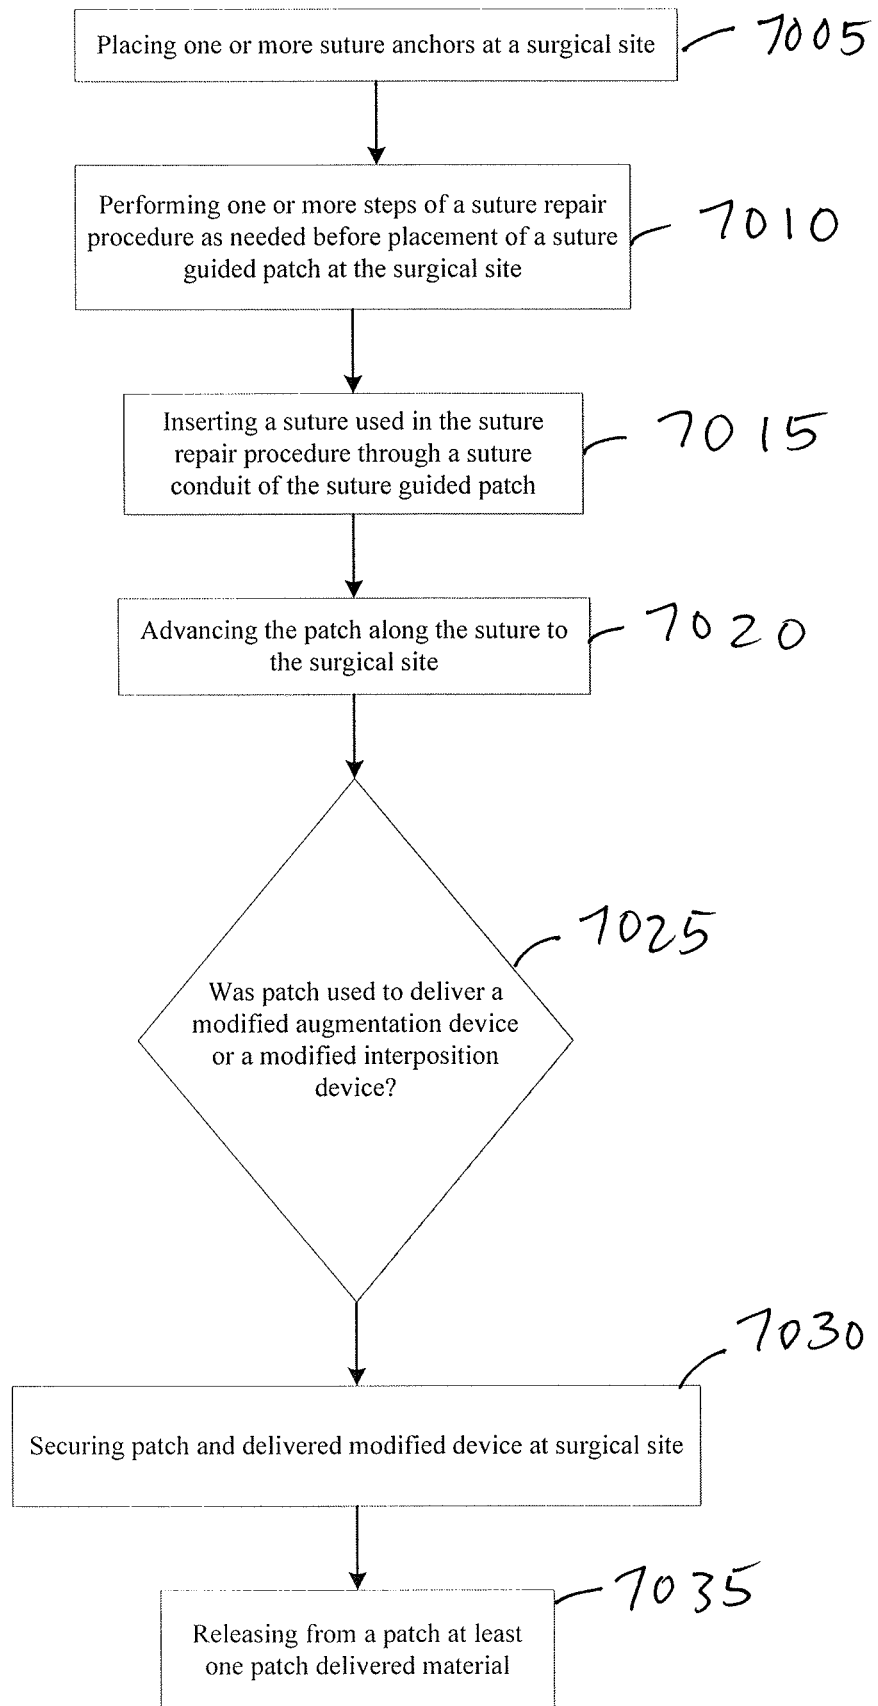 Placing one or more suture anchors at a surgical site
7005
Performing one or more steps of a suture repair
procedure as needed before placement of a suture
guided patch at the surgical site
7010
Inserting a suture used in the suture
repair procedure through a suture
conduit of the suture guided patch
7015
Advancing the patch along the suture to
the surgical site
7020
Was patch used to deliver a
modified augmentation device
or a modified interposition
device?
7025
Securing patch and delivered modified device at surgical site
7030
Releasing from a patch at least
one patch delivered material
7035